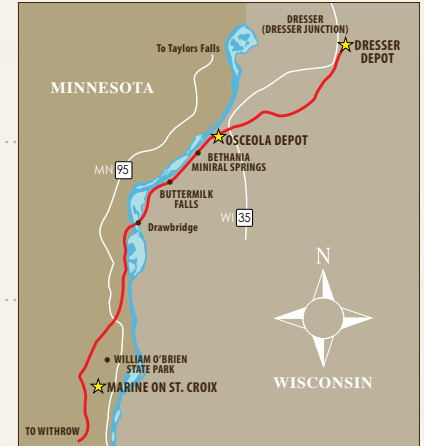 DRESSER
(DRESSER JUNCTION)
To Taylors Falls
DRESSER
DEPOT
MINNESOTA
OSCEOLA DEPOT
BETHANIA
MINIRAL SPRINGS
MN 95
BUTTERMILK
FALLS
WI 35
Drawbridge
N
WILLIAM O'BRIEN
STATE PARK
WISCONSIN
MARINE ON ST. CROIX
TO WITHROW